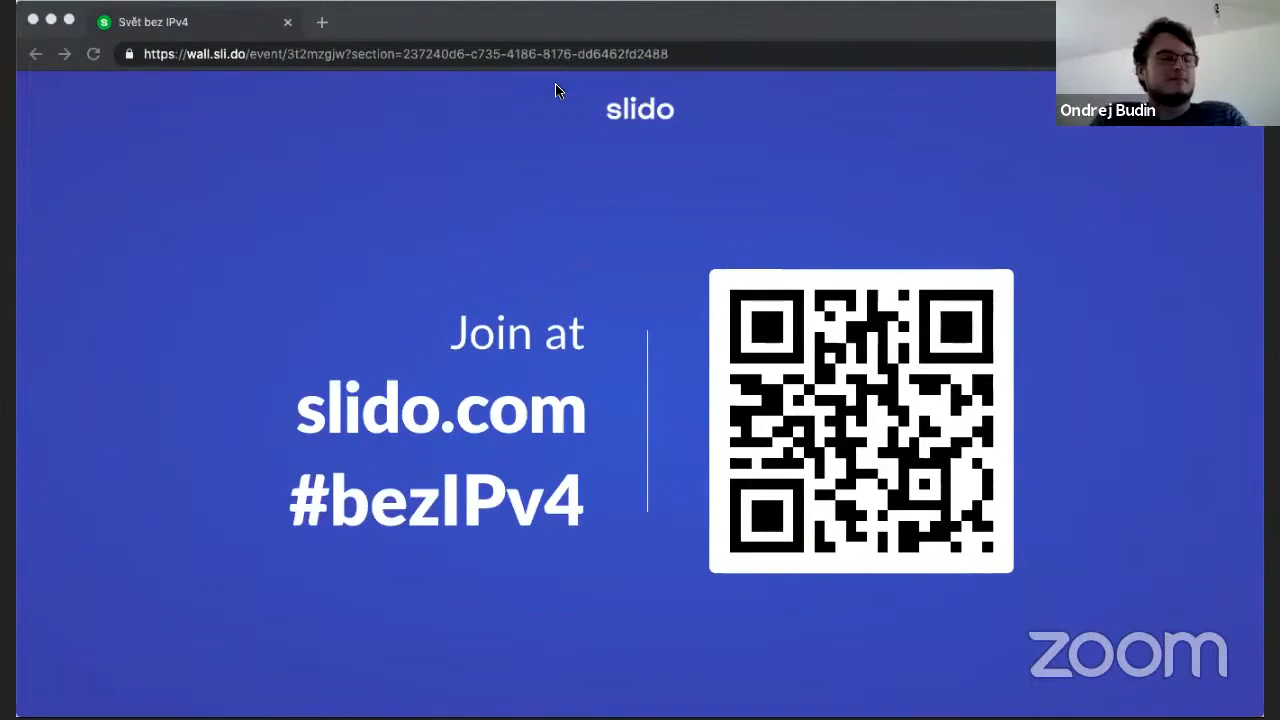 Svět bez IPv4
https://wall.sli.do/event/3t2mzgjw?section=237240d6-c735-4186-8176-dd6462fd2488
Ondrej Budin
slido
Join at
slido.com
#bezIPv4
zoom